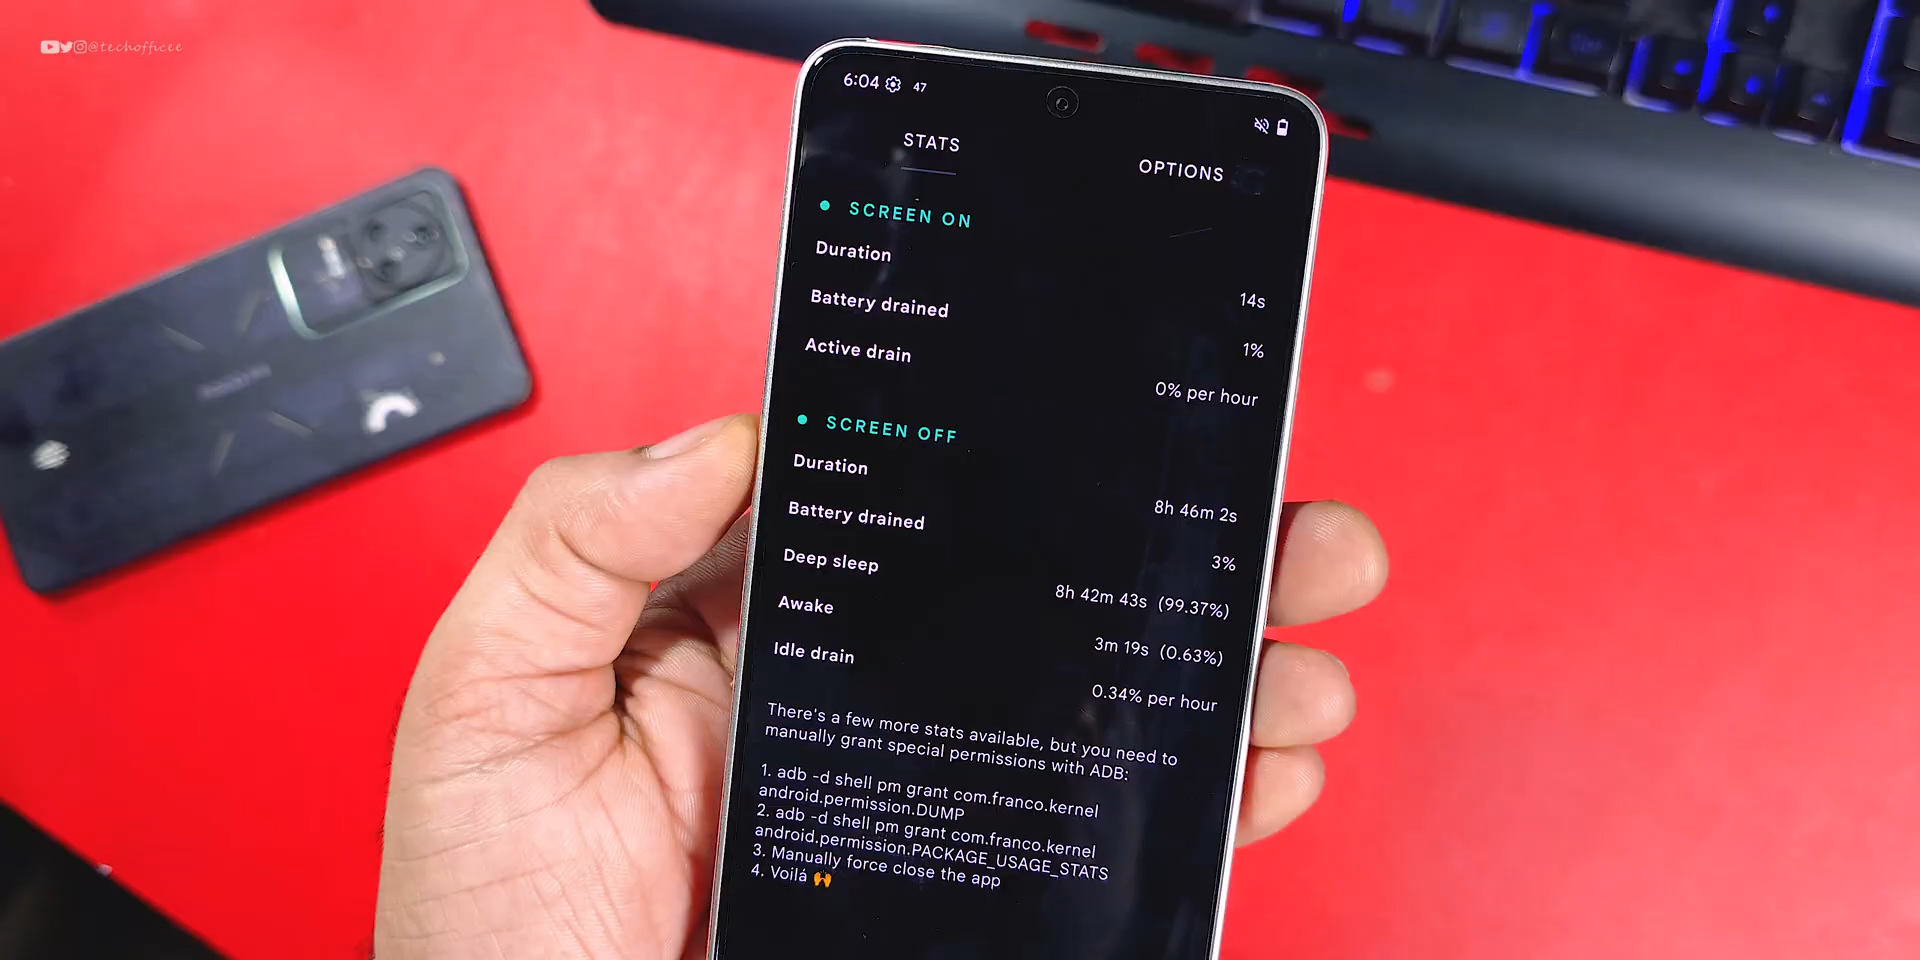 @techofficee
6:04 47
STATS
OPTIONS
SCREEN ON
Duration
14s
Battery drained
1%
Active drain
0% per hour
SCREEN OFF
Duration
8h 46m 2s
Battery drained
3%
Deep sleep
8h 42m 43s (99.37%)
Awake
3m 19s (0.63%)
Idle drain
0.34% per hour
There's a few more stats available, but you need to
manually grant special permissions with ADB:
1. adb -d shell pm grant com.franco.kernel
android.permission.DUMP
2. adb -d shell pm grant com.franco.kernel
android.permission.PACKAGE_USAGE_STATS
3. Manually force close the app
4. Voilá 🙌